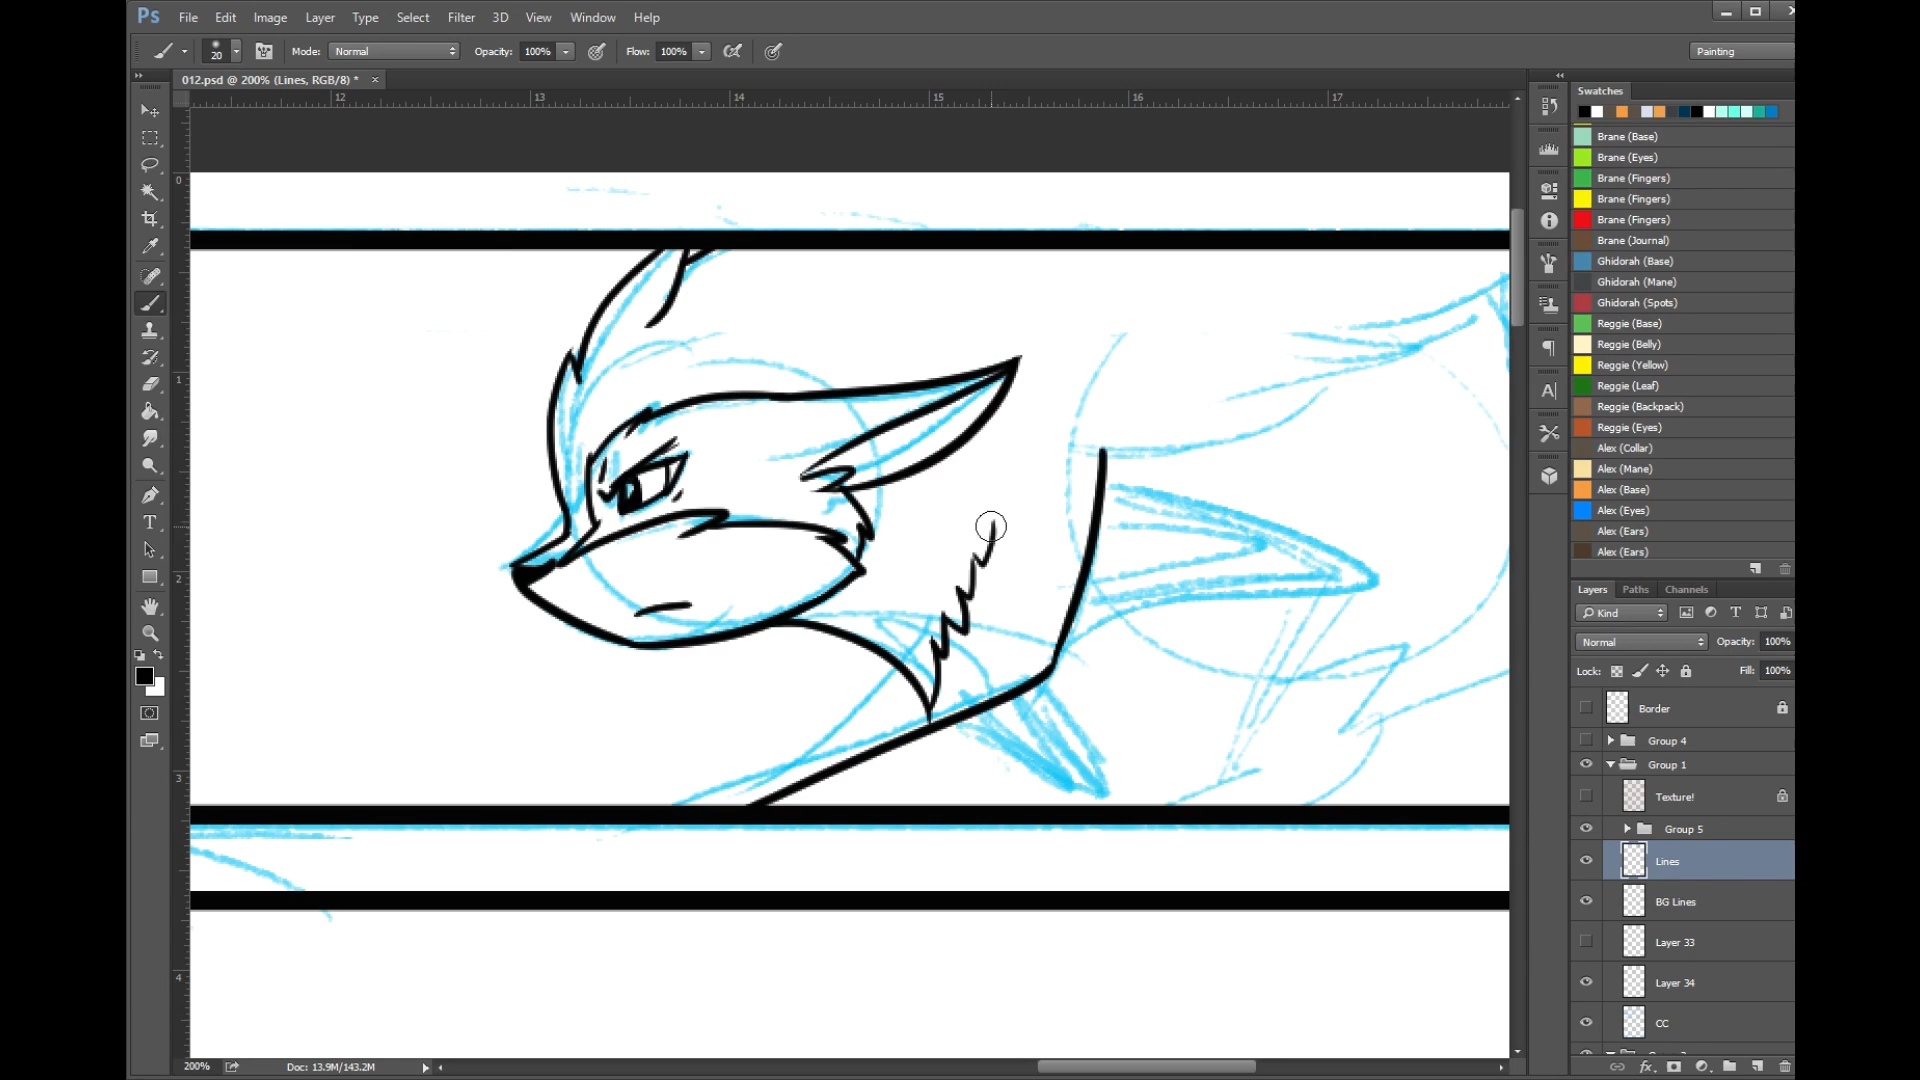 Ps File Edit Image Layer Type Select Filter 3D View Window Help
20 Mode: Normal Opacity: 100% Flow: 100% Painting
012.psd @ 200% (Lines, RGB/8) * ×
12 13 14 15 16 17
0
1
2
3
4
Swatches
Brane (Base)
Brane (Eyes)
Brane (Fingers)
Brane (Fingers)
Brane (Fingers)
Brane (Journal)
Ghidorah (Base)
Ghidorah (Mane)
Ghidorah (Spots)
Reggie (Base)
Reggie (Belly)
Reggie (Yellow)
Reggie (Leaf)
Reggie (Backpack)
Reggie (Eyes)
Alex (Collar)
Alex (Mane)
Alex (Base)
Alex (Eyes)
Alex (Ears)
Alex (Ears)
Layers Paths Channels
Kind
Normal Opacity: 100%
Lock: Fill: 100%
Border
Group 4
Group 1
Texture!
Group 5
Lines
BG Lines
Layer 33
Layer 34
CC
200% Doc: 13.9M/143.2M